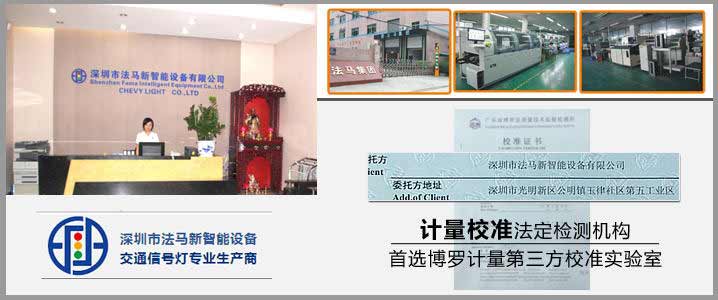 深圳市法马新智能设备有限公司
Shenzhen Fama Intelligent Equipment Co.,Ltd
CHEVY LIGHT CO.,LTD
深圳市法马新智能设备
交通信号灯专业生产商
法马集团
校准证书
委托方 深圳市法马新智能设备有限公司
Client
委托方地址 深圳市光明新区公明镇玉律社区第五工业区
Add.of Client
计量校准法定检测机构
首选博罗计量第三方校准实验室